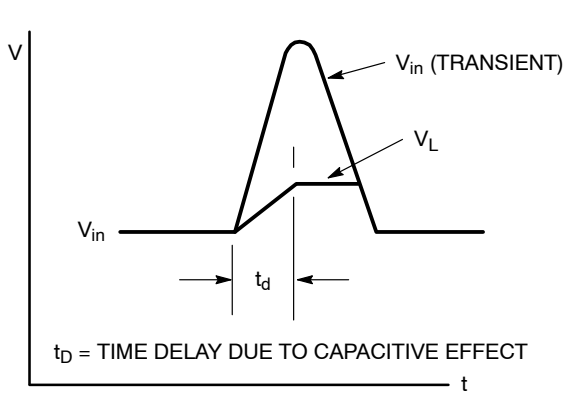 V
Vin (TRANSIENT)
VL
Vin
td
tD = TIME DELAY DUE TO CAPACITIVE EFFECT
t